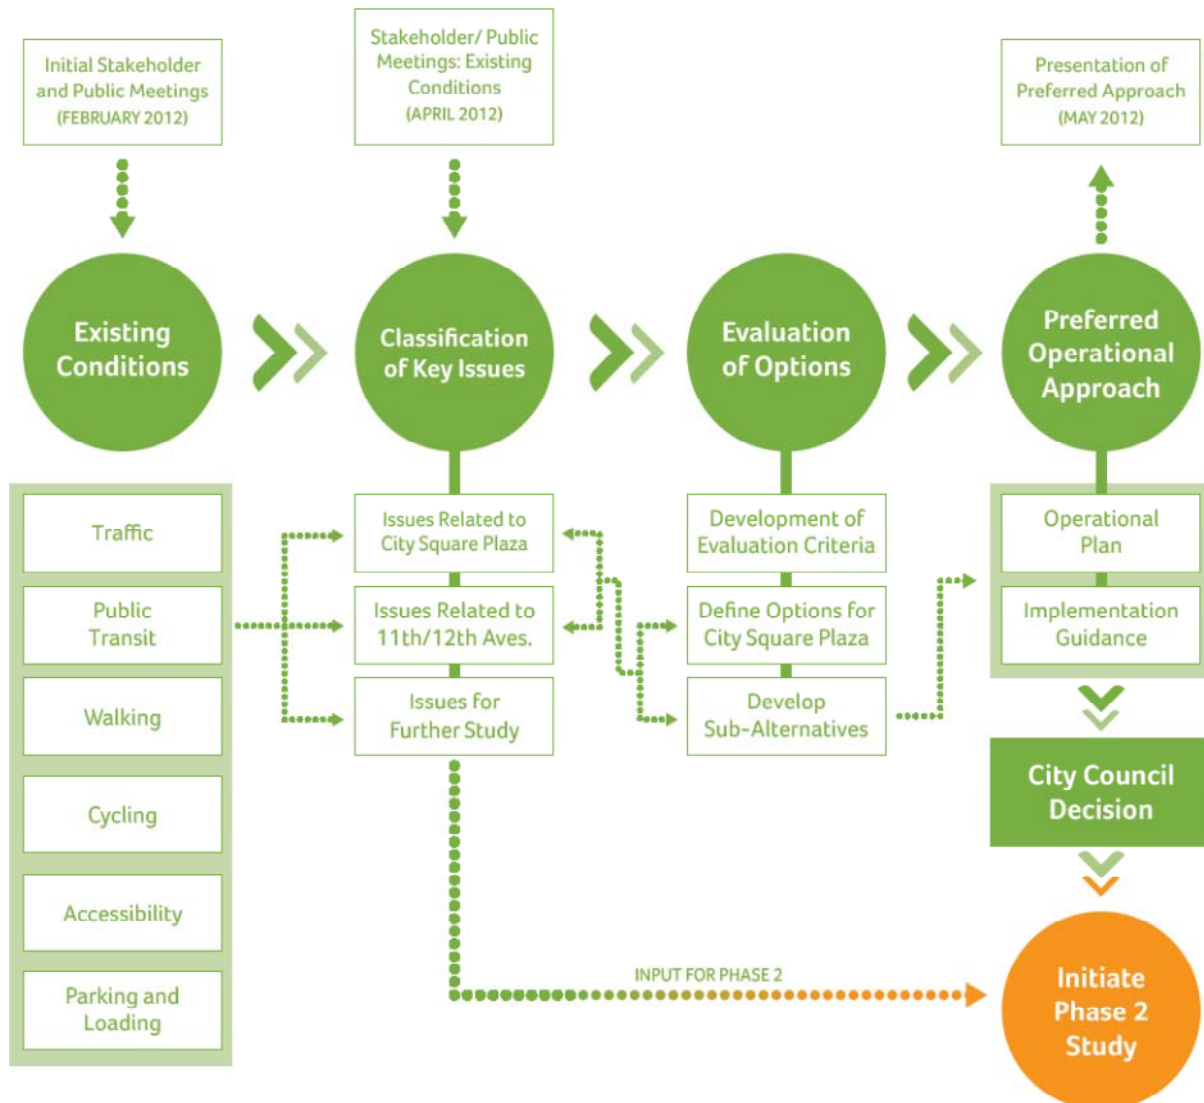 Initial Stakeholder
and Public Meetings
(FEBRUARY 2012)
Stakeholder/ Public
Meetings: Existing
Conditions
(APRIL 2012)
Presentation of
Preferred Approach
(MAY 2012)
Existing
Conditions
Classification
of Key Issues
Evaluation
of Options
Preferred
Operational
Approach
Traffic
Public
Transit
Walking
Cycling
Accessibility
Parking and
Loading
Issues Related to
City Square Plaza
Issues Related to
11th/12th Aves.
Issues for
Further Study
Development of
Evaluation Criteria
Define Options for
City Square Plaza
Develop
Sub-Alternatives
Operational
Plan
Implementation
Guidance
City Council
Decision
INPUT FOR PHASE 2
Initiate
Phase 2
Study